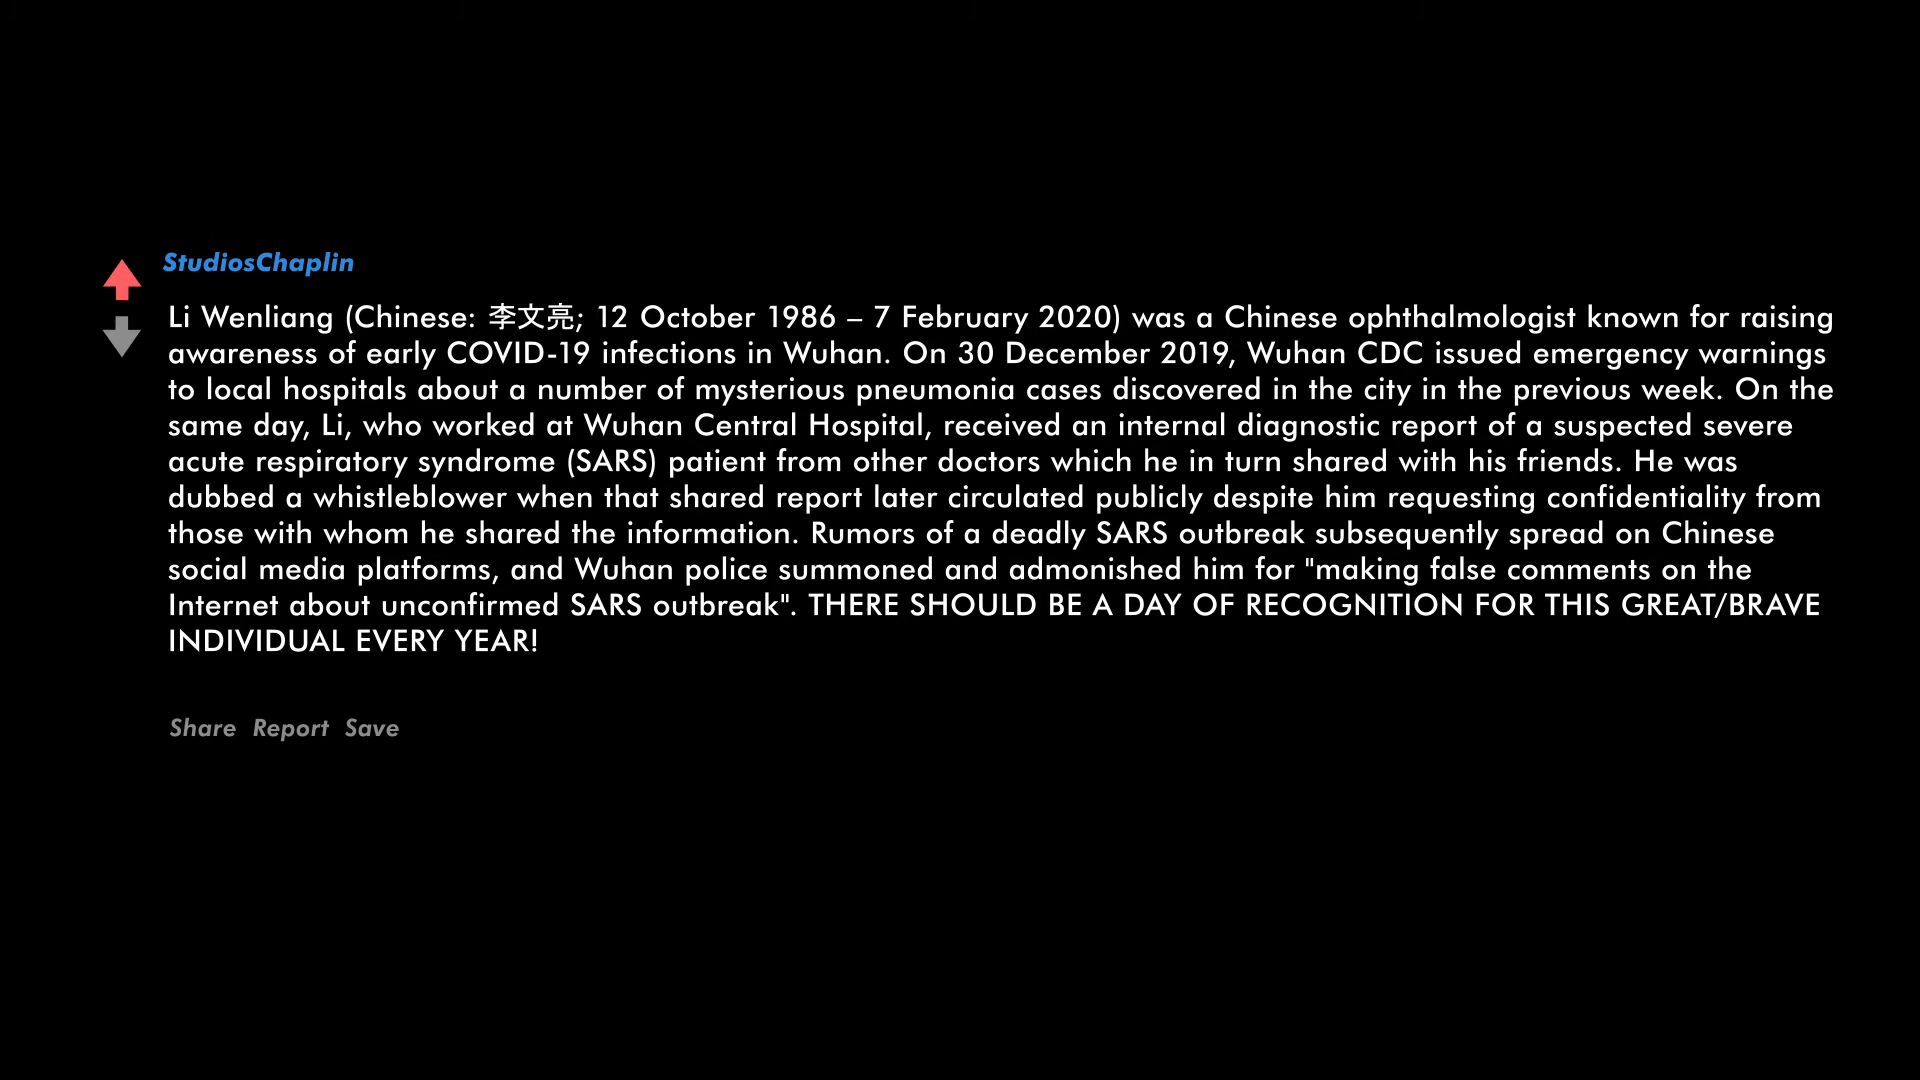 StudiosChaplin
Li Wenliang (Chinese: 李文亮; 12 October 1986 – 7 February 2020) was a Chinese ophthalmologist known for raising
awareness of early COVID-19 infections in Wuhan. On 30 December 2019, Wuhan CDC issued emergency warnings
to local hospitals about a number of mysterious pneumonia cases discovered in the city in the previous week. On the
same day, Li, who worked at Wuhan Central Hospital, received an internal diagnostic report of a suspected severe
acute respiratory syndrome (SARS) patient from other doctors which he in turn shared with his friends. He was
dubbed a whistleblower when that shared report later circulated publicly despite him requesting confidentiality from
those with whom he shared the information. Rumors of a deadly SARS outbreak subsequently spread on Chinese
social media platforms, and Wuhan police summoned and admonished him for "making false comments on the
Internet about unconfirmed SARS outbreak". THERE SHOULD BE A DAY OF RECOGNITION FOR THIS GREAT/BRAVE
INDIVIDUAL EVERY YEAR!
Share Report Save